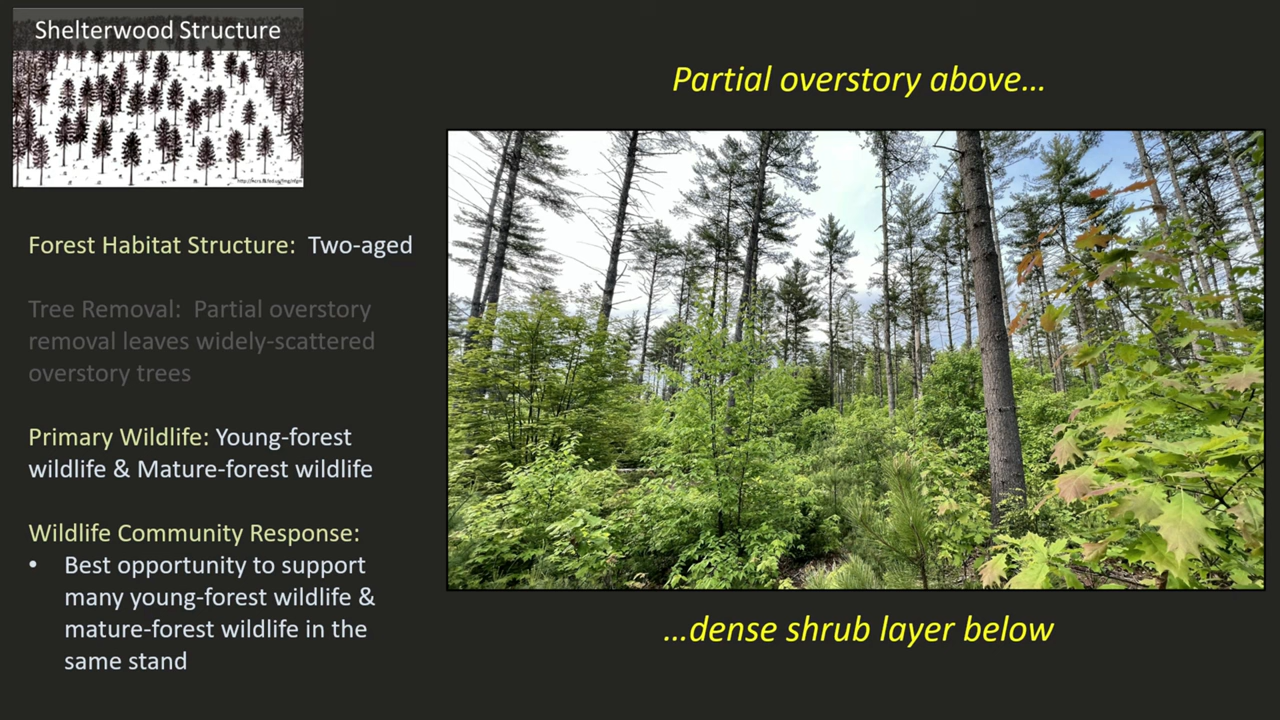 Shelterwood Structure
Partial overstory above...
Forest Habitat Structure: Two-aged
Tree Removal: Partial overstory
removal leaves widely-scattered
overstory trees
Primary Wildlife: Young-forest
wildlife & Mature-forest wildlife
Wildlife Community Response:
• Best opportunity to support
many young-forest wildlife &
mature-forest wildlife in the
same stand
...dense shrub layer below